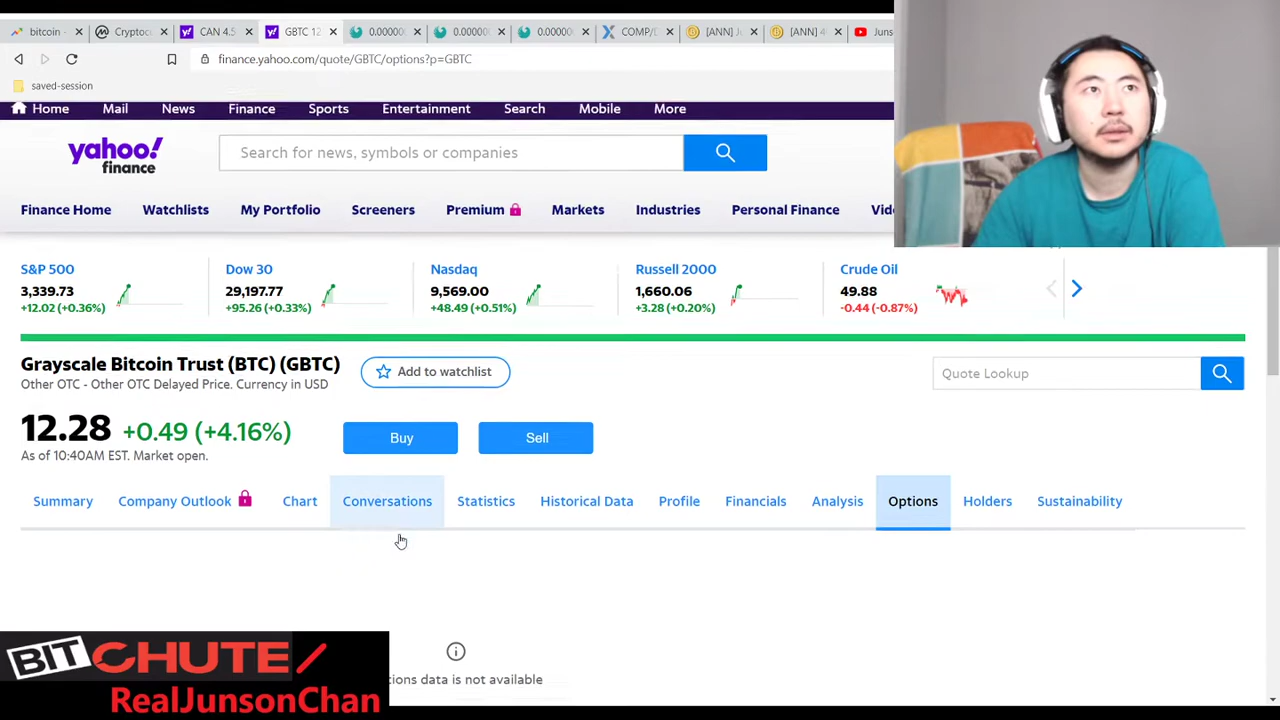 bitcoin -
Cryptoc
CAN 4.5
GBTC 12
0.00000
0.00000
0.00000
COMP/
[ANN] J
[ANN] 4
Juns
finance.yahoo.com/quote/GBTC/options?p=GBTC
saved-session
Home Mail News Finance Sports Entertainment Search Mobile More
yahoo!
finance
Search for news, symbols or companies
Finance Home Watchlists My Portfolio Screeners Premium Markets Industries Personal Finance Vid
S&P 500 Dow 30 Nasdaq Russell 2000 Crude Oil
3,339.73 29,197.77 9,569.00 1,660.06 49.88
+12.02 (+0.36%) +95.26 (+0.33%) +48.49 (+0.51%) +3.28 (+0.20%) -0.44 (-0.87%)
Grayscale Bitcoin Trust (BTC) (GBTC)
Add to watchlist
Quote Lookup
Other OTC - Other OTC Delayed Price. Currency in USD
12.28 +0.49 (+4.16%)
Buy Sell
As of 10:40AM EST. Market open.
Summary Company Outlook Chart Conversations Statistics Historical Data Profile Financials Analysis Options Holders Sustainability
tions data is not available
BITCHUTE/
RealJunsonChan